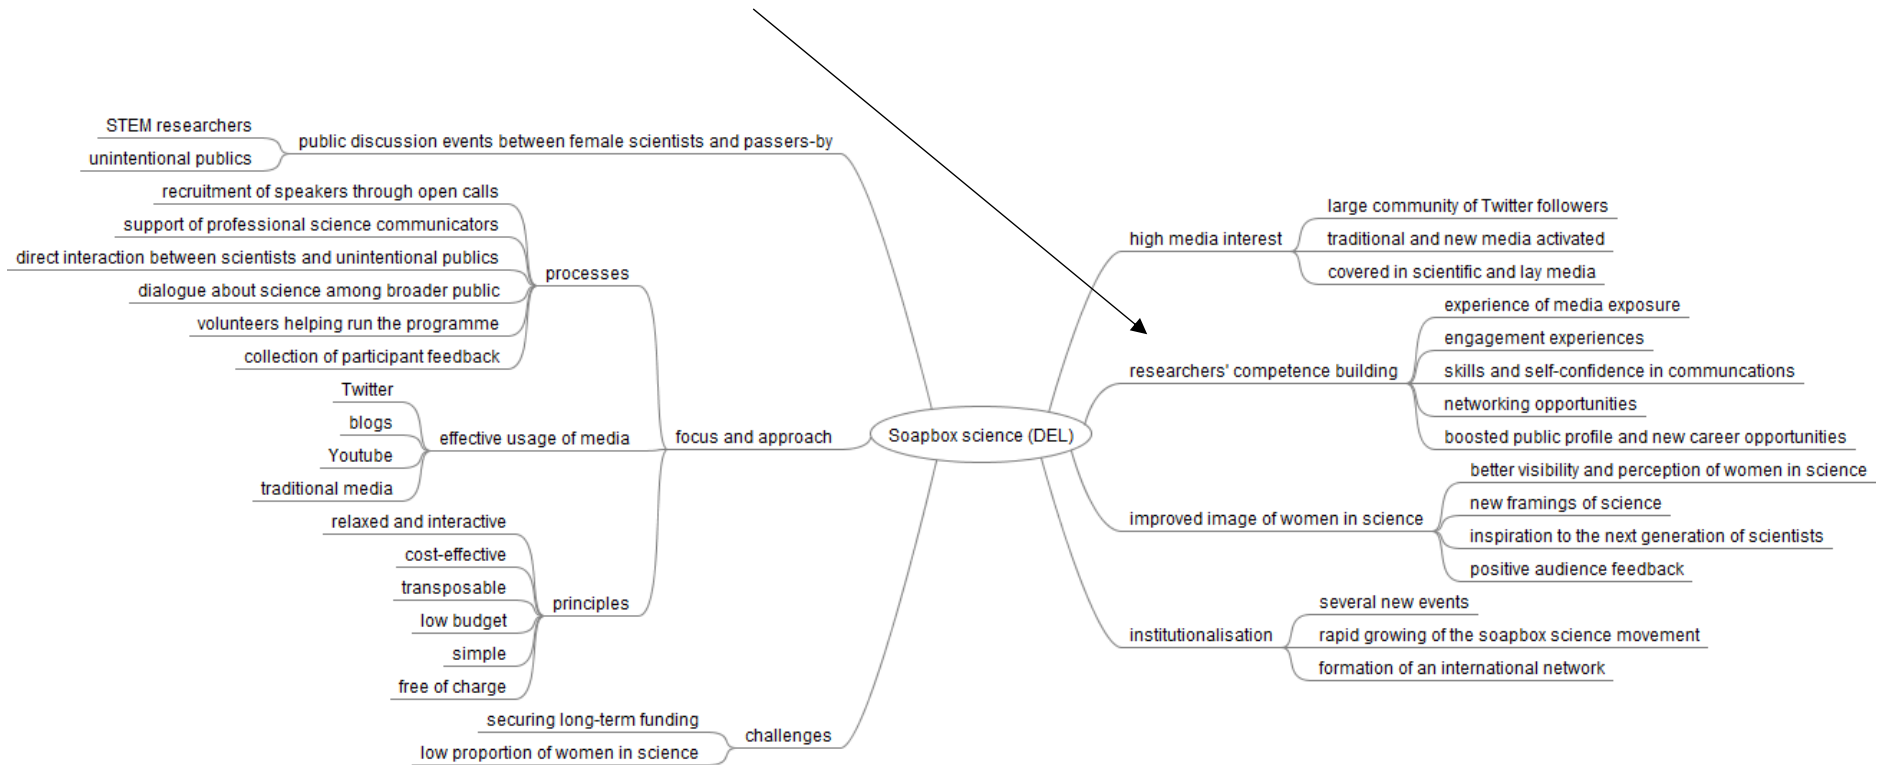 STEM researchers
unintentional publics
public discussion events between female scientists and passers-by
recruitment of speakers through open calls
support of professional science communicators
direct interaction between scientists and unintentional publics
dialogue about science among broader public
volunteers helping run the programme
collection of participant feedback
processes
Twitter
blogs
Youtube
traditional media
effective usage of media
relaxed and interactive
cost-effective
transposable
low budget
simple
free of charge
principles
focus and approach
securing long-term funding
low proportion of women in science
challenges
Soapbox science (DEL)
high media interest
large community of Twitter followers
traditional and new media activated
covered in scientific and lay media
researchers' competence building
experience of media exposure
engagement experiences
skills and self-confidence in communcations
networking opportunities
boosted public profile and new career opportunities
improved image of women in science
better visibility and perception of women in science
new framings of science
inspiration to the next generation of scientists
positive audience feedback
institutionalisation
several new events
rapid growing of the soapbox science movement
formation of an international network